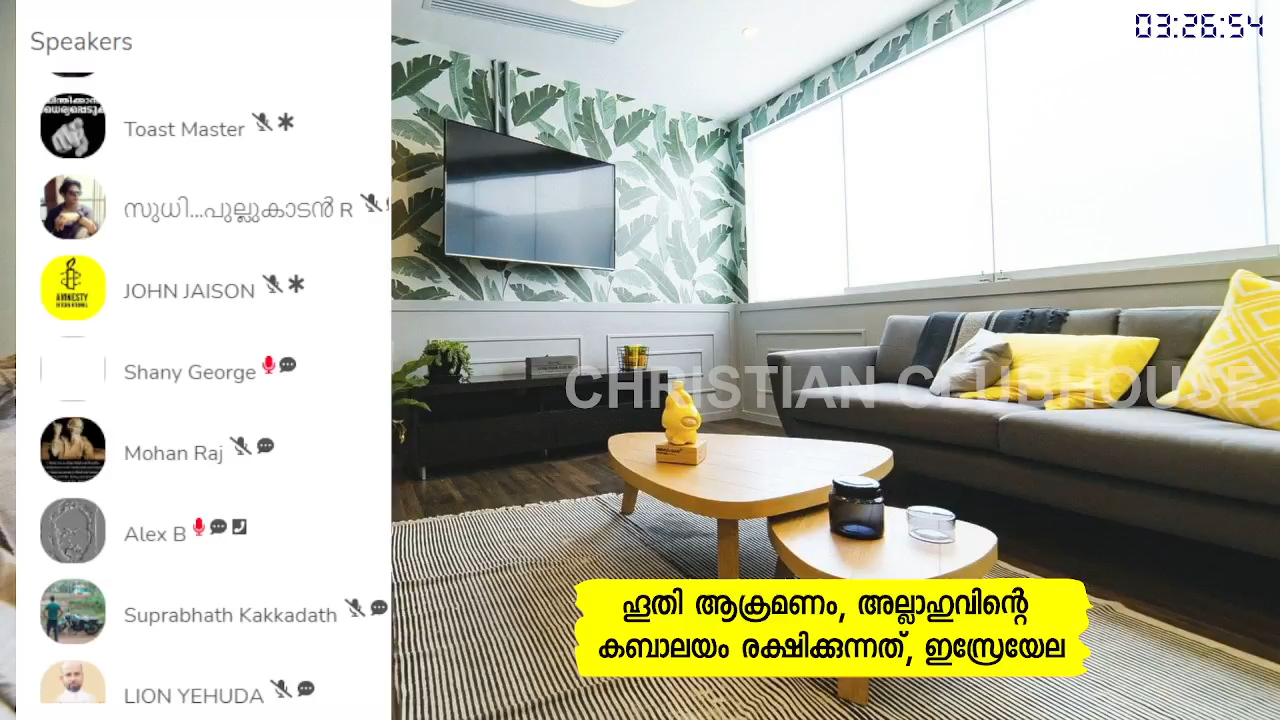 03:26:54
Speakers
Toast Master
സുധി...പുല്ലുകാടൻ R
JOHN JAISON
AMNESTY
Shany George
Mohan Raj
Alex B
Suprabhath Kakkadath
LION YEHUDA
CHRISTIAN CLUBHOUSE
ഹൂതി ആക്രമണം, അല്ലാഹുവിന്റെ
കബാലയം രക്ഷിക്കുന്നത്, ഇസ്രേയേല